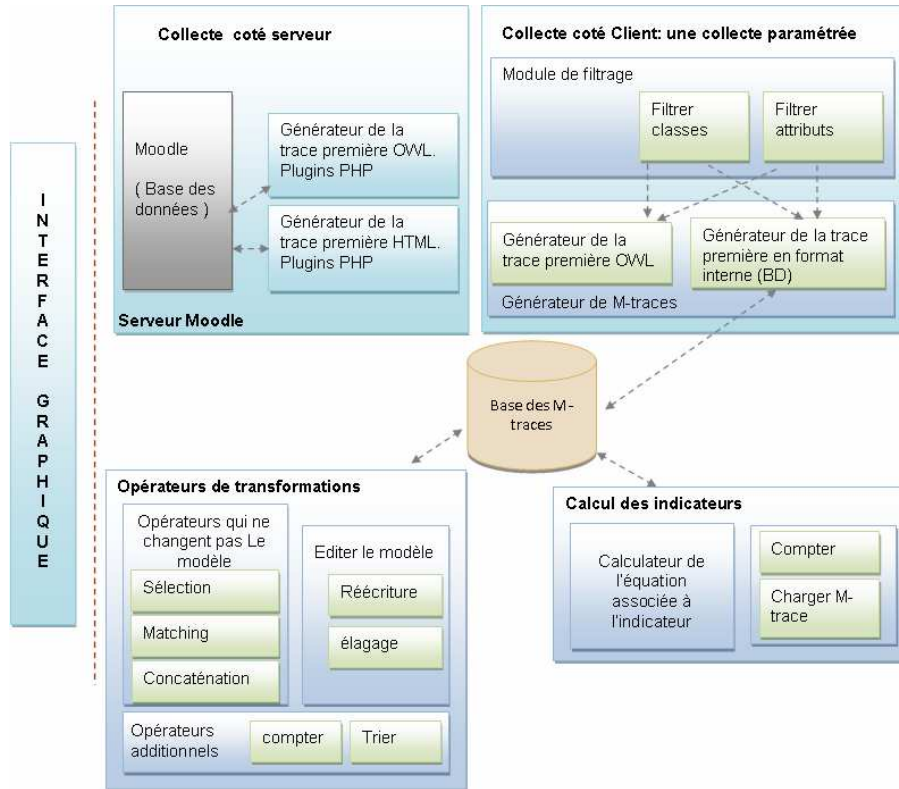 INTERFACE GRAPHIQUE
Collecte coté serveur
Moodle
( Base des
données )
Générateur de la
trace première OWL.
Plugins PHP
Générateur de la
trace première HTML.
Plugins PHP
Serveur Moodle
Collecte coté Client: une collecte paramétrée
Module de filtrage
Filtrer
classes
Filtrer
attributs
Générateur de la
trace première OWL
Générateur de la trace
première en format
interne (BD)
Générateur de M-traces
Base des M-
traces
Opérateurs de transformations
Opérateurs qui ne
changent pas Le
modèle
Sélection
Matching
Concaténation
Editer le modèle
Réécriture
élagage
Opérateurs
additionnels
compter
Trier
Calcul des indicateurs
Calculateur de
l'équation
associée à
l'indicateur
Compter
Charger M-
trace